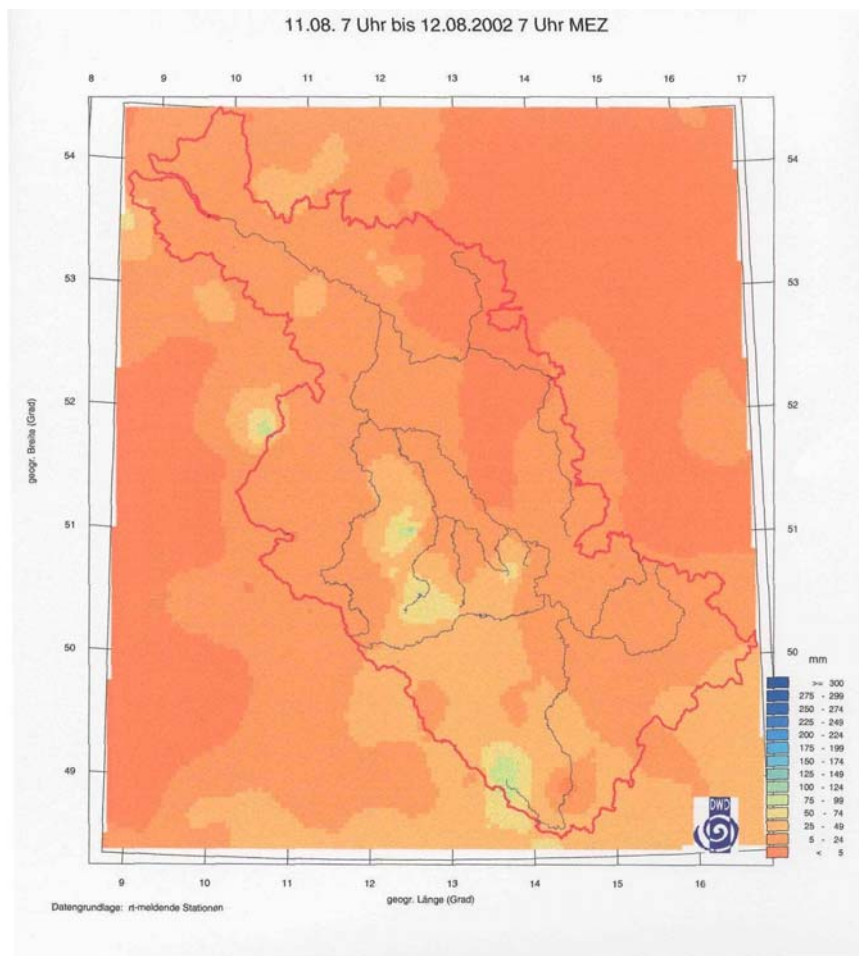 11.08. 7 Uhr bis 12.08.2002 7 Uhr MEZ
8 9 10 11 12 13 14 15 16 17
54 54
53 53
52 52
geogr. Breite (Grad)
51 51
50 50
mm
>= 300
275 - 299
250 - 274
225 - 249
200 - 224
175 - 199
150 - 174
125 - 149
100 - 124
75 - 99
50 - 74
25 - 49
5 - 24
< 5
49
DWD
9 10 11 12 13 14 15 16
geogr. Länge (Grad)
Datengrundlage: rt-meldende Stationen